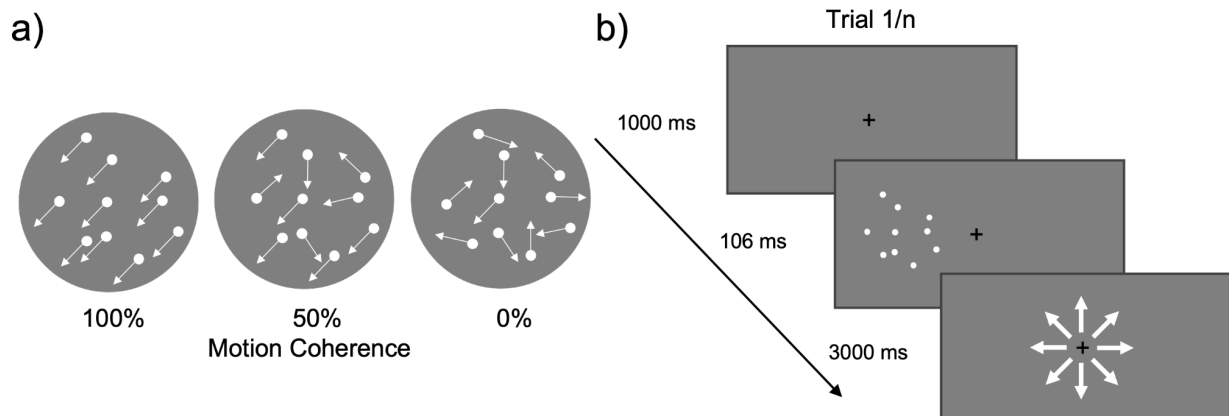 a)
100%
50%
0%
Motion Coherence
b)
Trial 1/n
1000 ms
106 ms
3000 ms